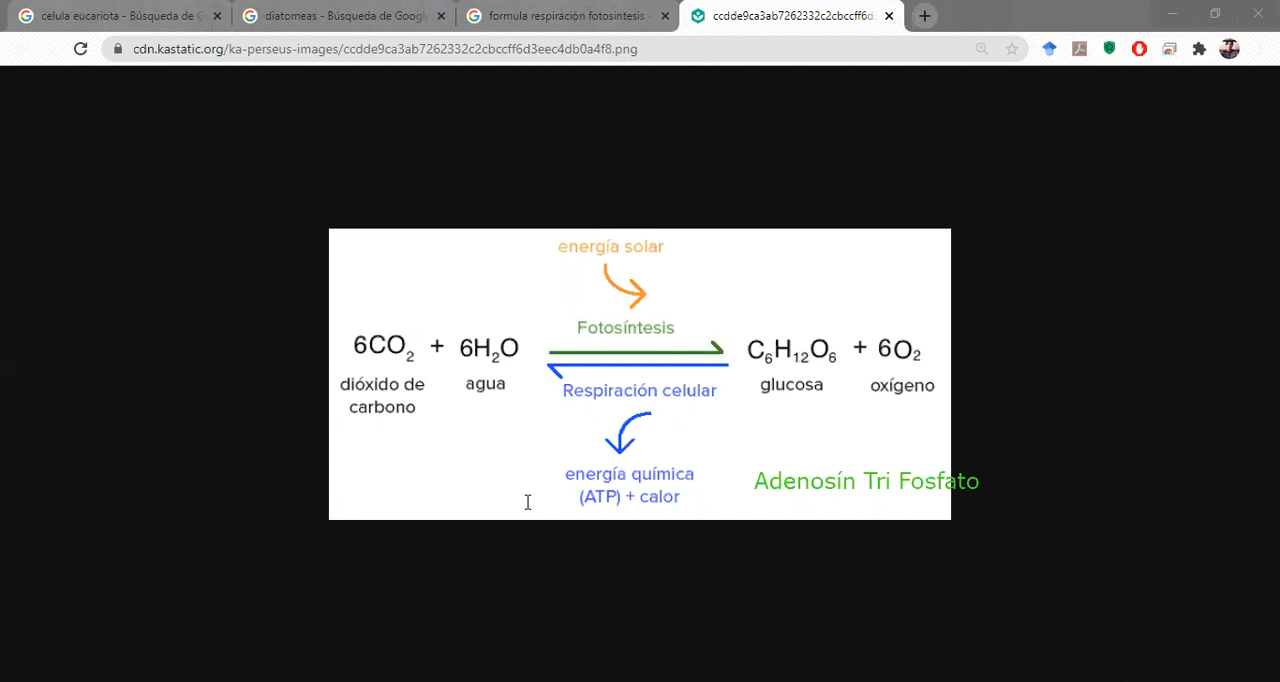 celula eucariota - Búsqueda de G
diatomeas - Búsqueda de Google
formula respiración fotosintesis -
ccdde9ca3ab7262332c2cbccff6d3
cdn.kastatic.org/ka-perseus-images/ccdde9ca3ab7262332c2cbccff6d3eec4db0a4f8.png
energía solar
Fotosíntesis
6CO₂ + 6H₂O
C₆H₁₂O₆ + 6O₂
dióxido de carbono
agua
Respiración celular
glucosa
oxígeno
energía química
(ATP) + calor
Adenosín Tri Fosfato